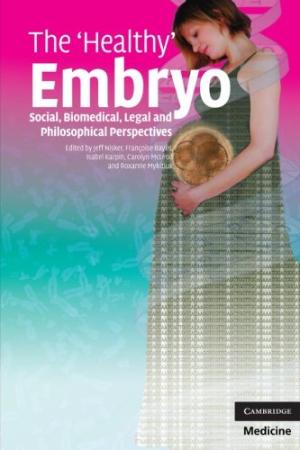 The 'Healthy'
Embryo
Social, Biomedical, Legal and
Philosophical Perspectives
Edited by Jeff Nisker, Françoise Baylis,
Isabel Karpin, Carolyn McLeod
and Roxanne Mykitiuk
CAMBRIDGE
Medicine